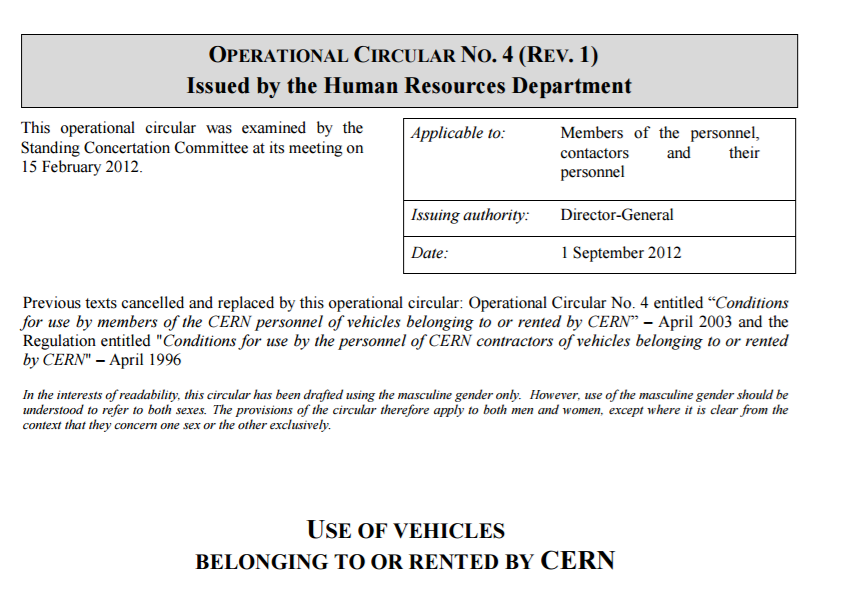 OPERATIONAL CIRCULAR NO. 4 (REV. 1)
Issued by the Human Resources Department
This operational circular was examined by the
Standing Concertation Committee at its meeting on
15 February 2012.
Applicable to: Members of the personnel,
contactors and their
personnel
Issuing authority: Director-General
Date: 1 September 2012
Previous texts cancelled and replaced by this operational circular: Operational Circular No. 4 entitled “Conditions
for use by members of the CERN personnel of vehicles belonging to or rented by CERN” – April 2003 and the
Regulation entitled "Conditions for use by the personnel of CERN contractors of vehicles belonging to or rented
by CERN" – April 1996
In the interests of readability, this circular has been drafted using the masculine gender only. However, use of the masculine gender should be
understood to refer to both sexes. The provisions of the circular therefore apply to both men and women, except where it is clear from the
context that they concern one sex or the other exclusively.
USE OF VEHICLES
BELONGING TO OR RENTED BY CERN